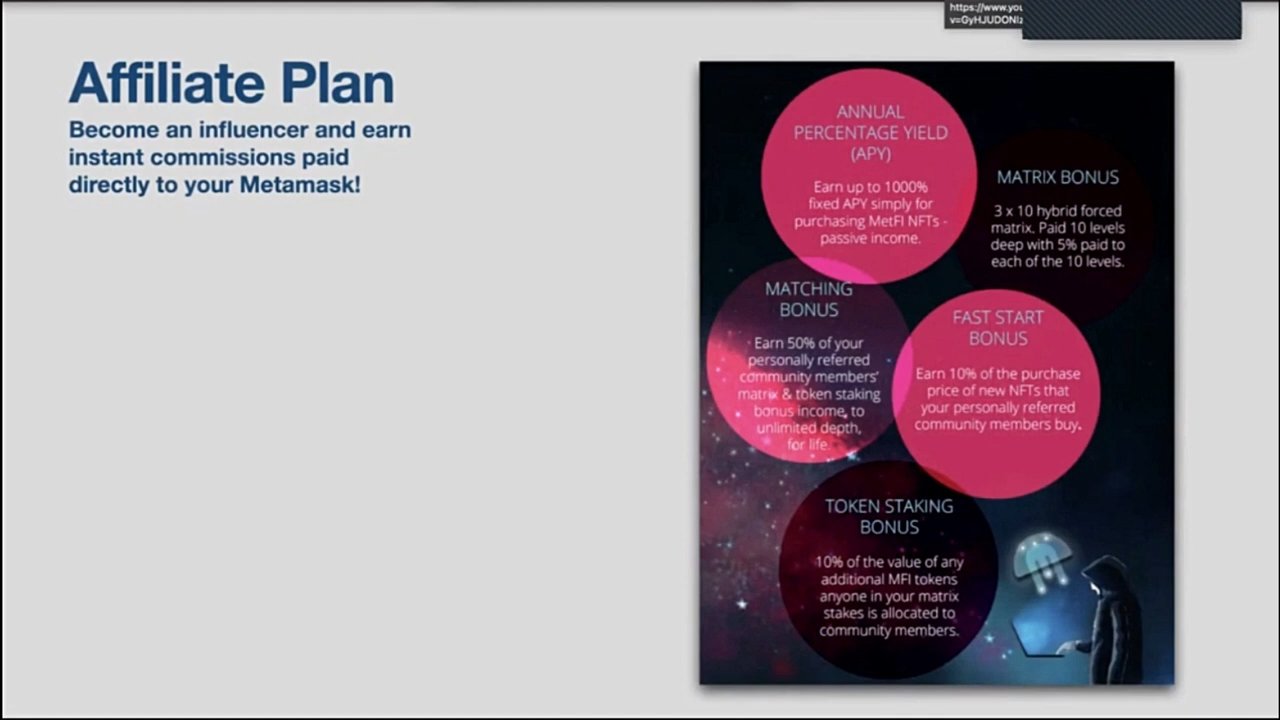 https://www.you
v=GyHJUDONIz
Affiliate Plan
Become an influencer and earn
instant commissions paid
directly to your Metamask!
ANNUAL
PERCENTAGE YIELD
(APY)
Earn up to 1000%
fixed APY simply for
purchasing MetFI NFTs -
passive income.
MATRIX BONUS
3 x 10 hybrid forced
matrix. Paid 10 levels
deep with 5% paid to
each of the 10 levels.
MATCHING
BONUS
Earn 50% of your
personally referred
community members'
matrix & token staking
bonus income, to
unlimited depth,
for life.
FAST START
BONUS
Earn 10% of the purchase
price of new NFTs that
your personally referred
community members buy.
TOKEN STAKING
BONUS
10% of the value of any
additional MFI tokens
anyone in your matrix
stakes is allocated to
community members.